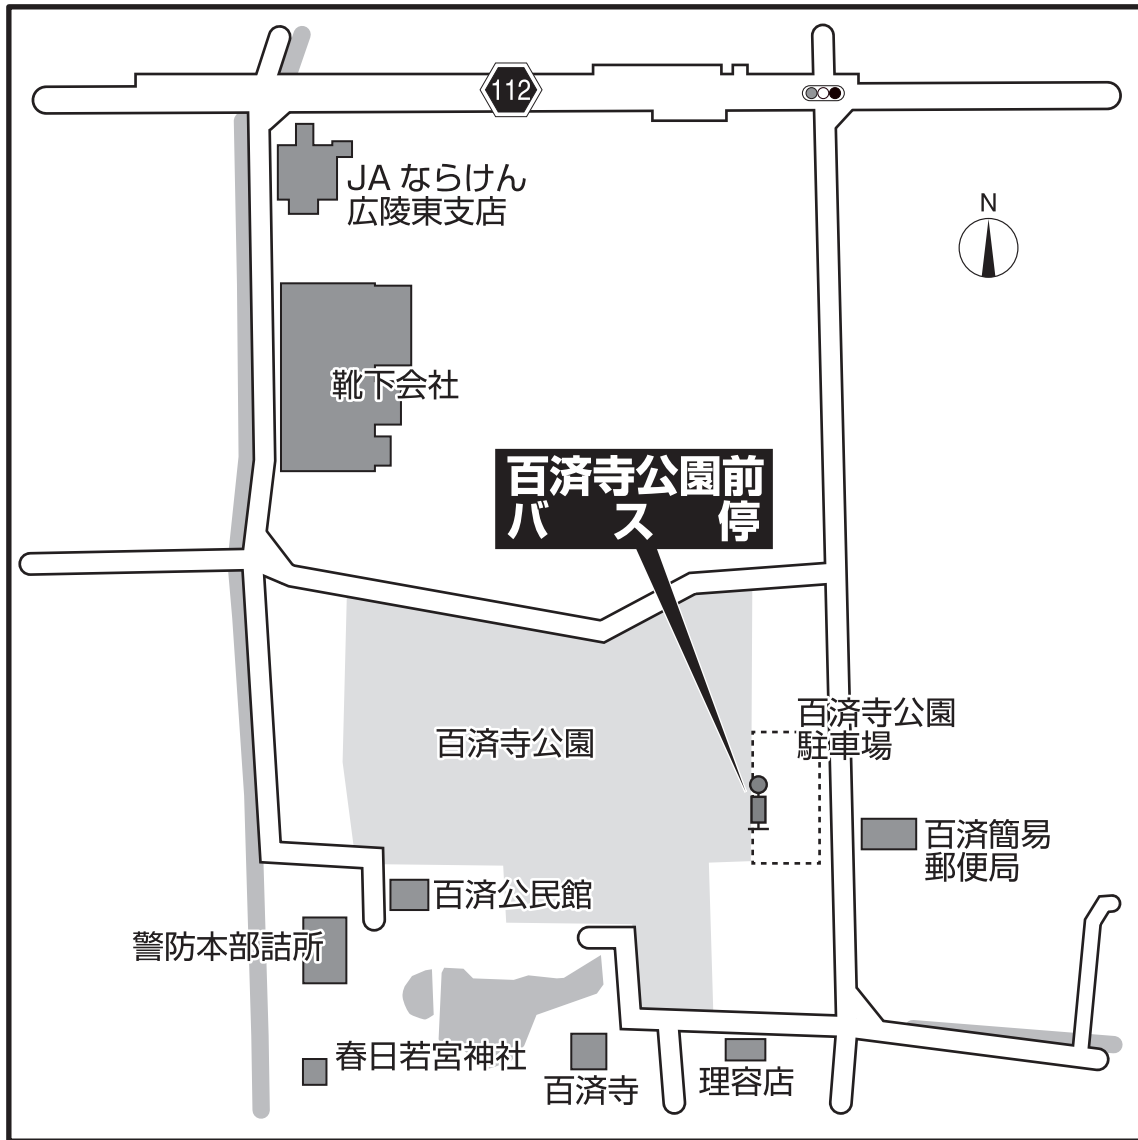 112
JA ならけん
広陵東支店
N
靴下会社
百済寺公園前
バス停
百済寺公園
駐車場
百済寺公園
百済簡易
郵便局
百済公民館
警防本部詰所
春日若宮神社
百済寺
理容店